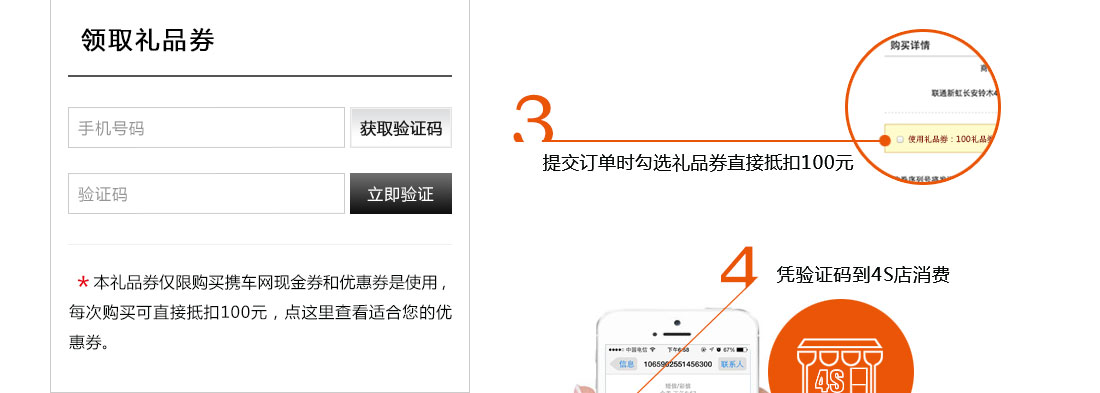 领取礼品券
手机号码
获取验证码
验证码
立即验证
* 本礼品券仅限购买携车网现金券和优惠券是使用，
每次购买可直接抵扣100元，点这里查看适合您的优
惠券。
3
提交订单时勾选礼品券直接抵扣100元
购买详情
商
联通新虹长安铃木4
使用礼品券：100礼品券
4
凭验证码到4S店消费
中国电信
下午6:58
67%
信息
1065902551456300
联系人
短信/彩信
4S